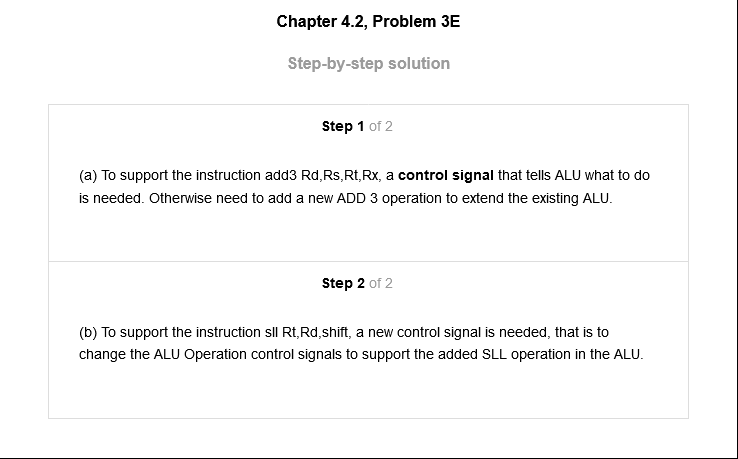 Chapter 4.2, Problem 3E
Step-by-step solution
Step 1 of 2
(a) To support the instruction add3 Rd,Rs,Rt,Rx, a control signal that tells ALU what to do
is needed. Otherwise need to add a new ADD 3 operation to extend the existing ALU.
Step 2 of 2
(b) To support the instruction sll Rt,Rd,shift, a new control signal is needed, that is to
change the ALU Operation control signals to support the added SLL operation in the ALU.